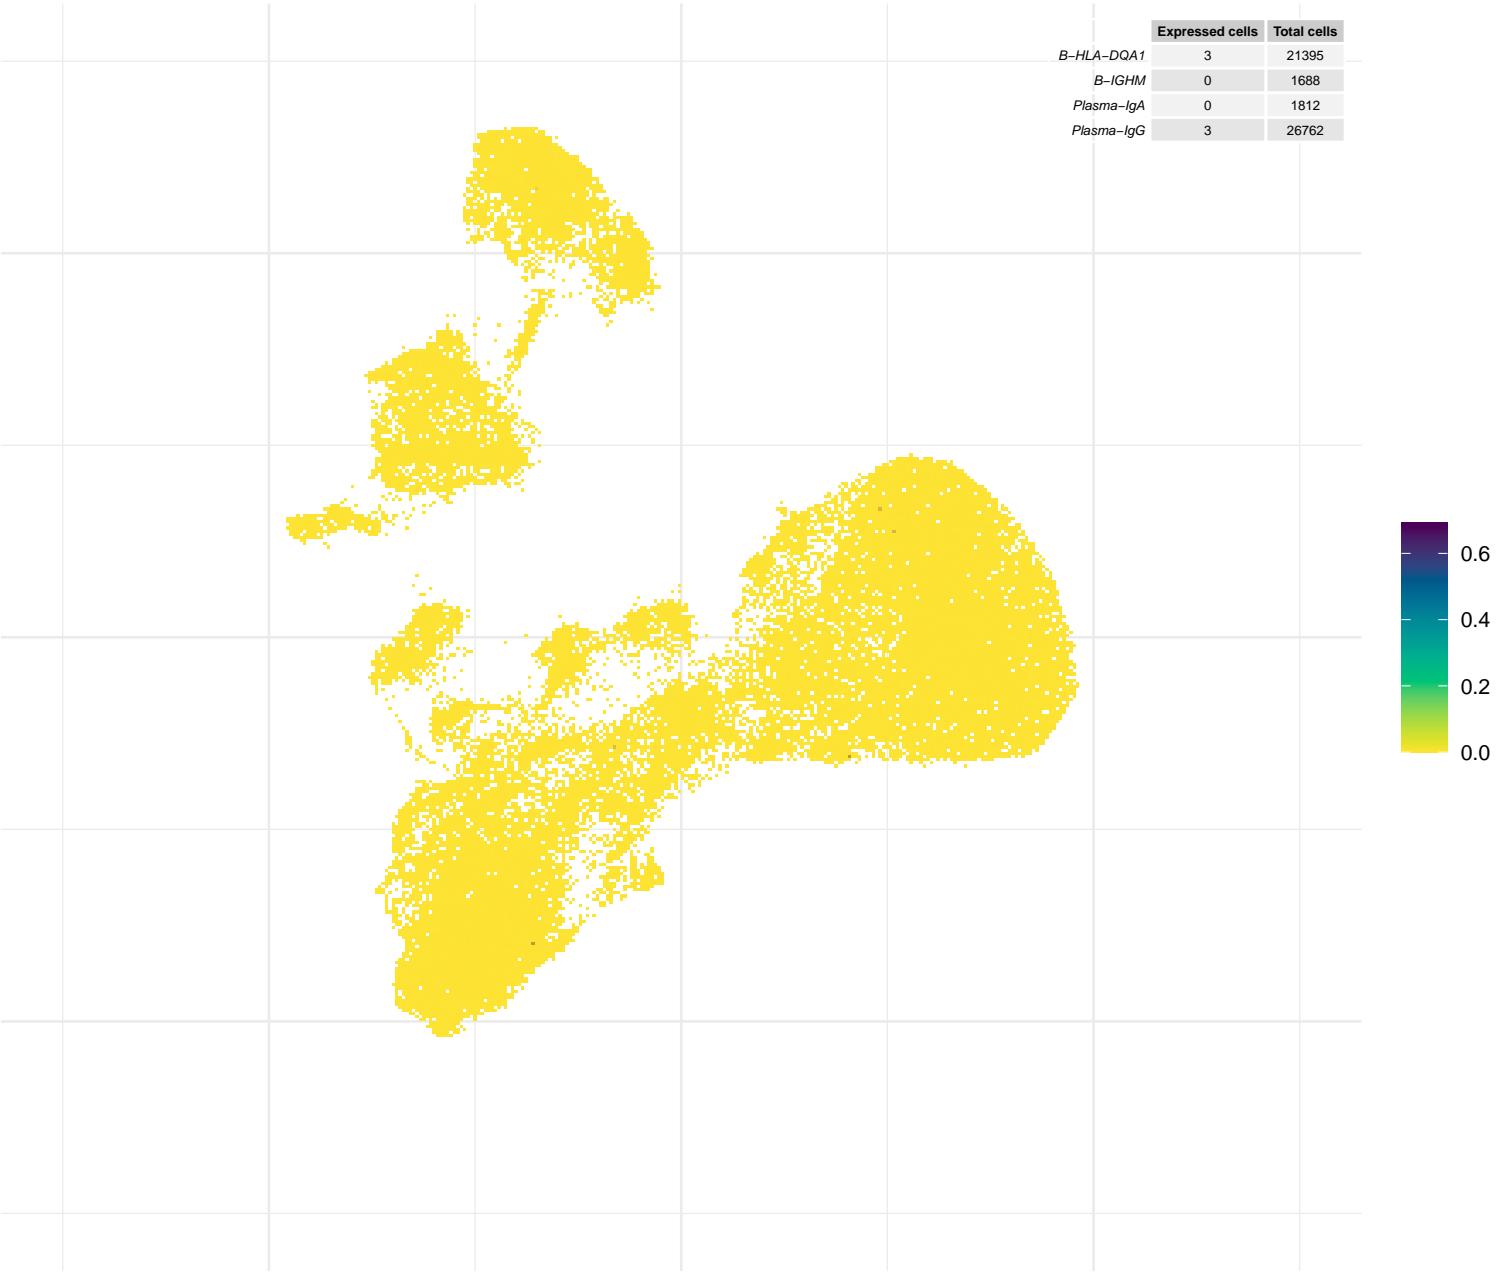 Expressed cells Total cells
B−HLA−DQA1 3 21395
B−IGHM 0 1688
Plasma−IgA 0 1812
Plasma−IgG 3 26762
0.6
0.4
0.2
0.0